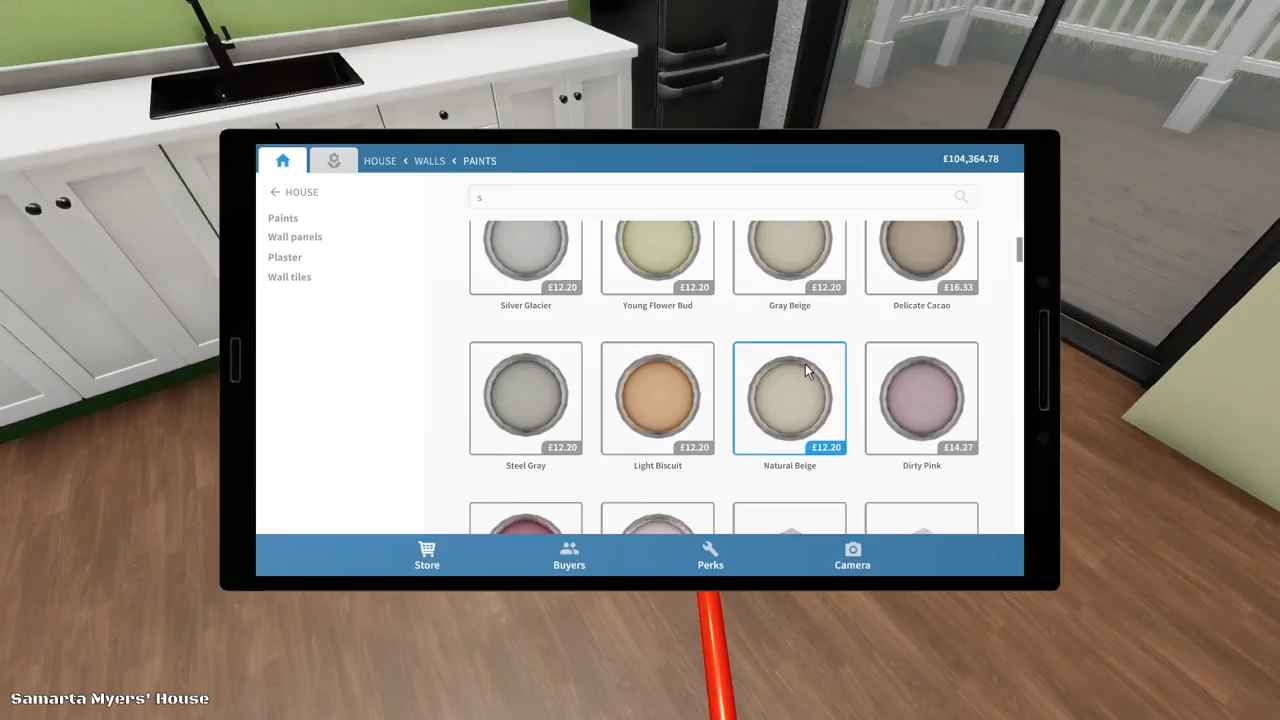 HOUSE < WALLS < PAINTS
£104,364.78
← HOUSE
Paints
Wall panels
Plaster
Wall tiles
s
£12.20
£12.20
£12.20
£16.33
Silver Glacier
Young Flower Bud
Gray Beige
Delicate Cacao
£12.20
£12.20
£12.20
£14.27
Steel Gray
Light Biscuit
Natural Beige
Dirty Pink
Store
Buyers
Perks
Camera
Samarta Myers' House